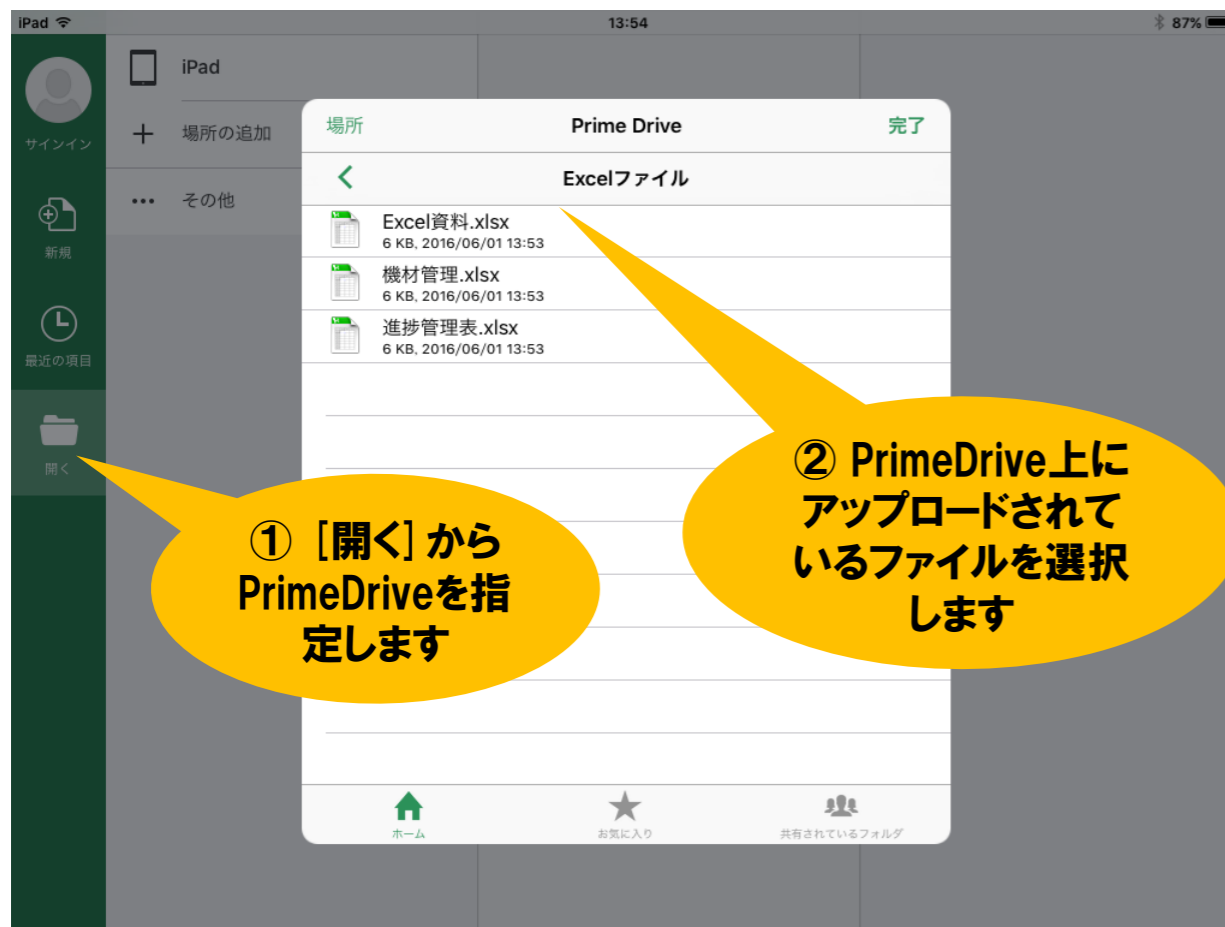 iPad
13:54
87%
サインイン
新規
最近の項目
開く
iPad
場所の追加
その他
場所
Prime Drive
完了
Excelファイル
Excel資料.xlsx
6 KB, 2016/06/01 13:53
機材管理.xlsx
6 KB, 2016/06/01 13:53
進捗管理表.xlsx
6 KB, 2016/06/01 13:53
① [開く] から
PrimeDriveを指
定します
② PrimeDrive上に
アップロードされて
いるファイルを選択
します
ホーム
お気に入り
共有されているフォルダ